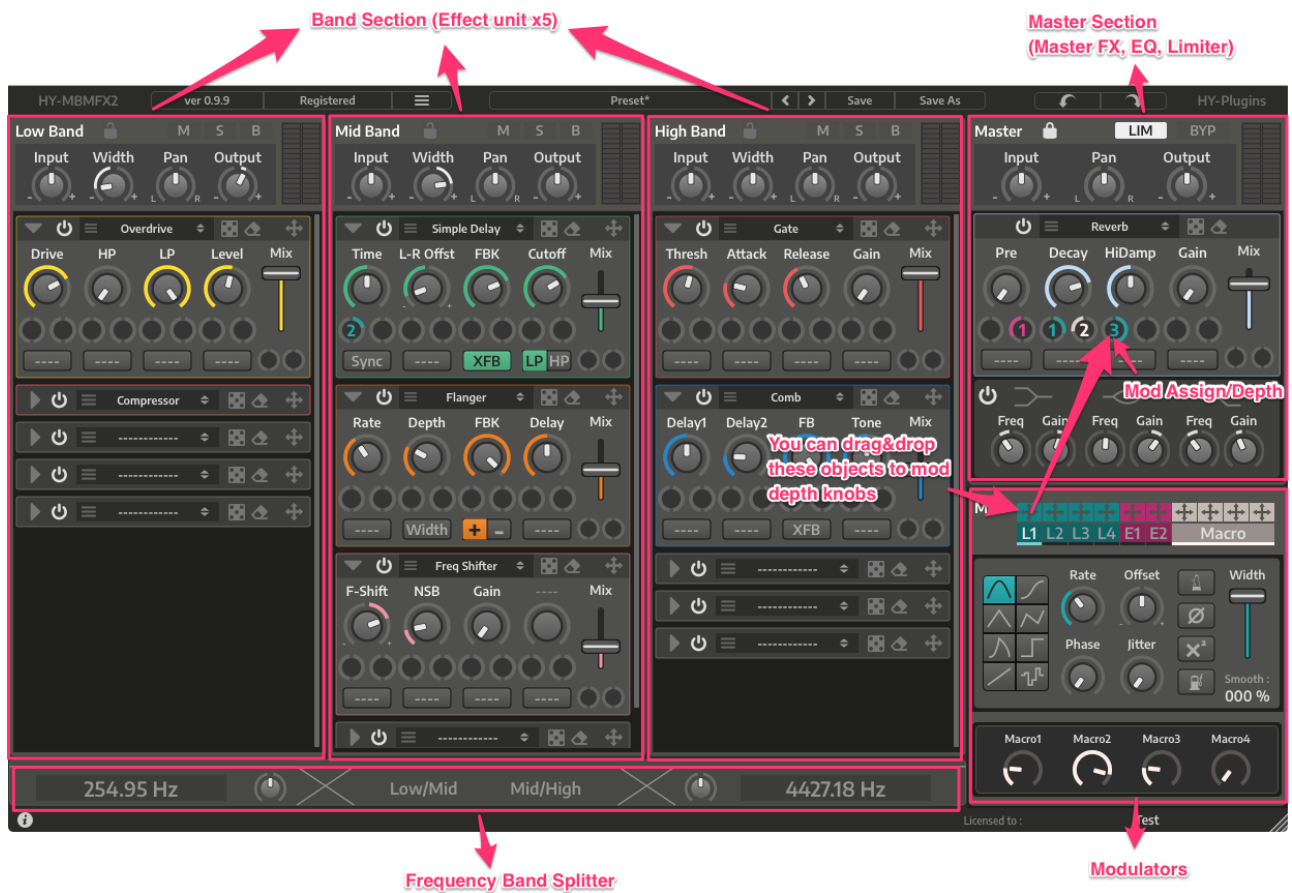 Band Section (Effect unit x5)
Master Section
(Master FX, EQ, Limiter)
HY-MBMFX2 ver 0.9.9 Registered Preset* Save Save As HY-Plugins
Low Band M S B
Input Width Pan Output
- + L R - +
Overdrive
Drive HP LP Level Mix
---- ---- ---- ----
Compressor
------------
------------
------------
Mid Band M S B
Input Width Pan Output
- + L R - +
Simple Delay
Time L-R Offst FBK Cutoff Mix
- +
2
Sync ---- XFB LP HP
Flanger
Rate Depth FBK Delay Mix
---- Width + - ----
Freq Shifter
F-Shift NSB Gain ---- Mix
- +
---- ---- ---- ----
------------
High Band M S B
Input Width Pan Output
- + L R - +
Gate
Thresh Attack Release Gain Mix
---- ---- ---- ----
Comb
Delay1 Delay2 FB Tone Mix
You can drag&drop
these objects to mod
depth knobs
---- ---- XFB ----
------------
------------
------------
Master LIM BYP
Input Pan Output
- + L R - +
Reverb
Pre Decay HiDamp Gain Mix
1 1 2 3
---- ---- ---- ----
Mod Assign/Depth
Freq Gain Freq Gain Freq Gain
M
L1 L2 L3 L4 E1 E2 Macro
Rate Offset Width
- +
Phase Jitter
Smooth :
000 %
Macro1 Macro2 Macro3 Macro4
254.95 Hz Low/Mid Mid/High 4427.18 Hz
Licensed to : Test
Frequency Band Splitter
Modulators